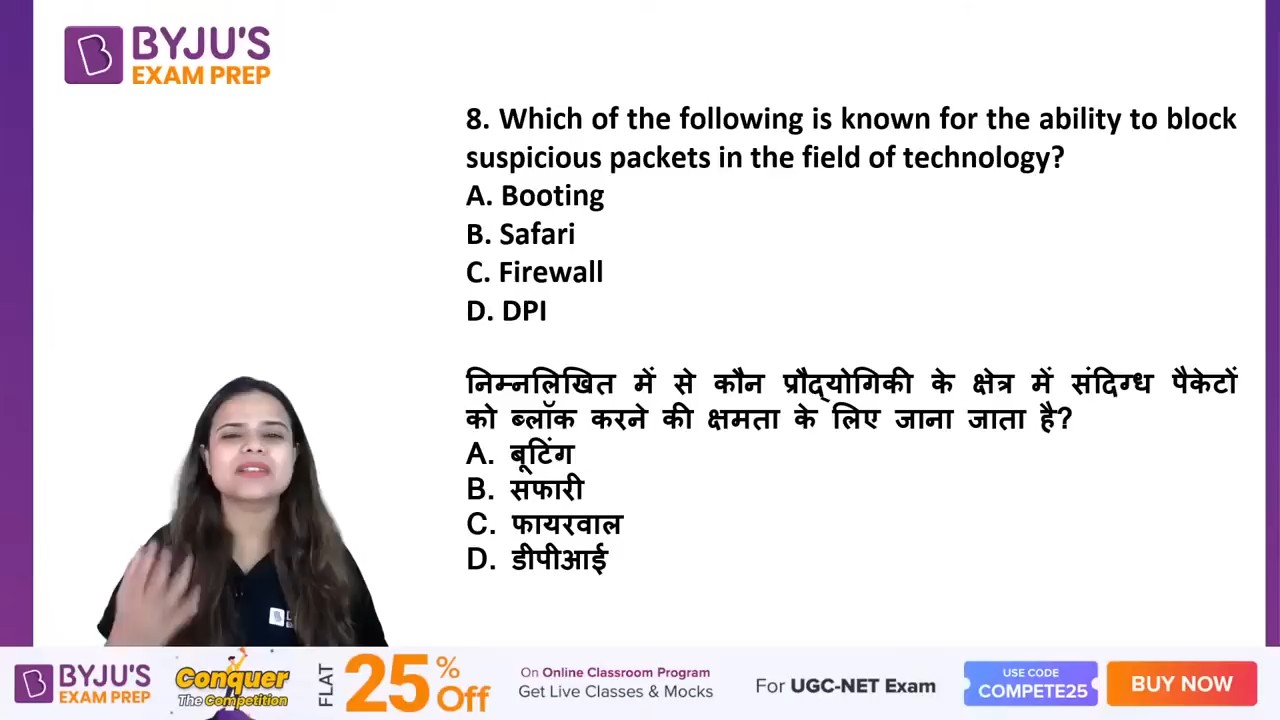 BYJU'S
EXAM PREP
8. Which of the following is known for the ability to block
suspicious packets in the field of technology?
A. Booting
B. Safari
C. Firewall
D. DPI
निम्नलिखित में से कौन प्रौद्योगिकी के क्षेत्र में संदिग्ध पैकेटों
को ब्लॉक करने की क्षमता के लिए जाना जाता है?
A. बूटिंग
B. सफारी
C. फायरवाल
D. डीपीआई
BYJU'S
EXAM PREP
Conquer
The Competition
FLAT
25% Off
On Online Classroom Program
Get Live Classes & Mocks
For UGC-NET Exam
USE CODE
COMPETE25
BUY NOW